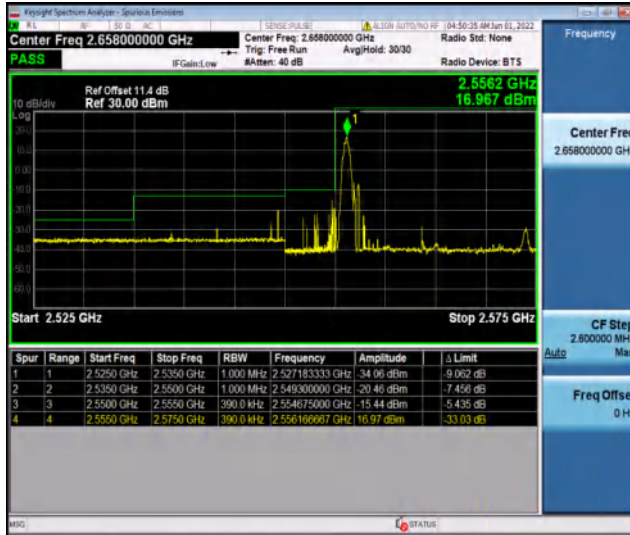 Keysight Spectrum Analyzer - Spurious Emissions
RL RF 50 Ω AC SENSE:PULSE ALIGN AUTO/NO RF 04:50:35 AM Jun 01, 2022
Center Freq 2.658000000 GHz Center Freq: 2.658000000 GHz Radio Std: None
Trig: Free Run Avg|Hold: 30/30
PASS IFGain:Low #Atten: 40 dB Radio Device: BTS
Ref Offset 11.4 dB 2.5562 GHz
10 dB/div Ref 30.00 dBm 16.967 dBm
Log
1
Start 2.525 GHz Stop 2.575 GHz
Spur Range Start Freq Stop Freq RBW Frequency Amplitude Δ Limit
1 1 2.5250 GHz 2.5350 GHz 1.000 MHz 2.527183333 GHz -34.06 dBm -9.062 dB
2 2 2.5350 GHz 2.5500 GHz 1.000 MHz 2.549300000 GHz -20.46 dBm -7.456 dB
3 3 2.5500 GHz 2.5550 GHz 390.0 kHz 2.554675000 GHz -15.44 dBm -5.435 dB
4 4 2.5550 GHz 2.5750 GHz 390.0 kHz 2.556166667 GHz 16.97 dBm -33.03 dB
MSG STATUS
Frequency
Center Fre
2.658000000 GH
CF Step
2.600000 MH
Auto Ma
Freq Offse
0 H